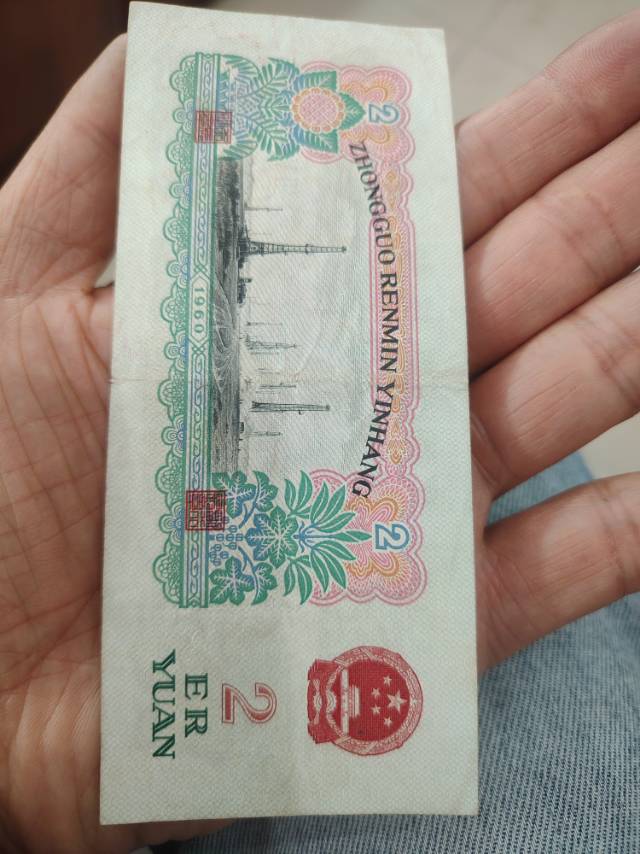 ZHONGGUO RENMIN YINHANG
2
2
1960
2
ER
YUAN